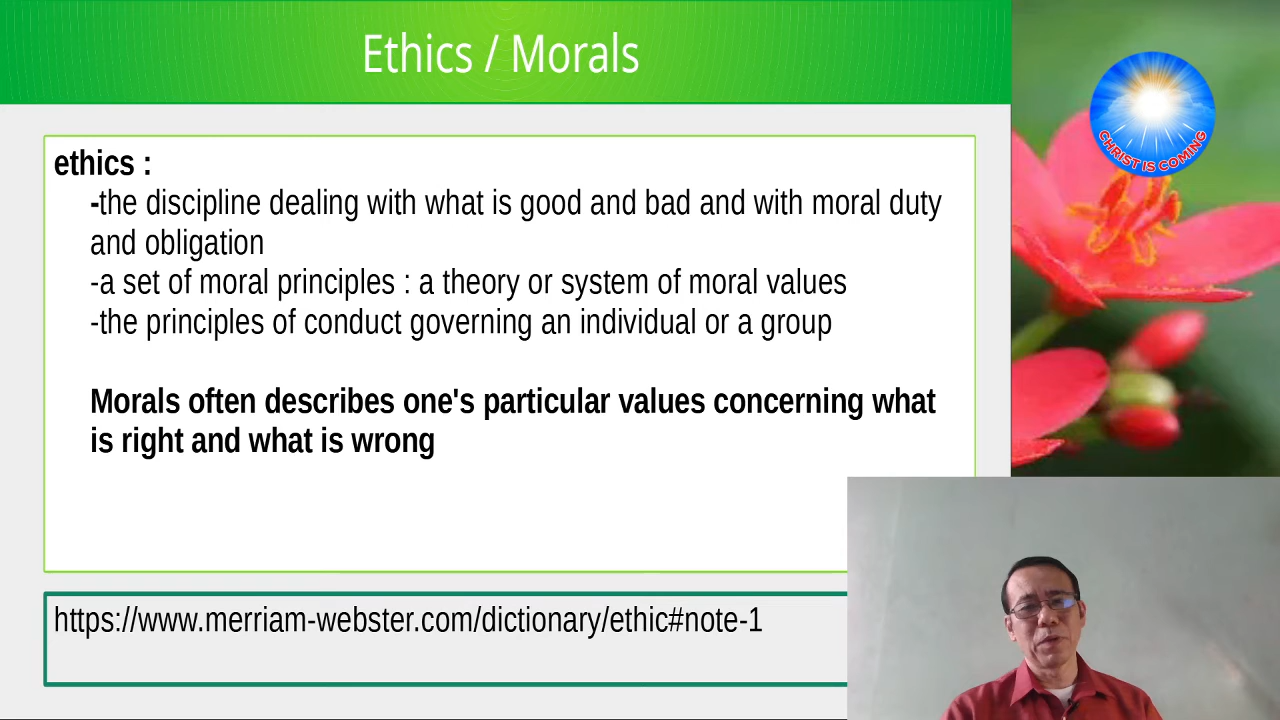 Ethics / Morals
CHRIST IS COMING
ethics :
-the discipline dealing with what is good and bad and with moral duty
and obligation
-a set of moral principles : a theory or system of moral values
-the principles of conduct governing an individual or a group
Morals often describes one's particular values concerning what
is right and what is wrong
https://www.merriam-webster.com/dictionary/ethic#note-1